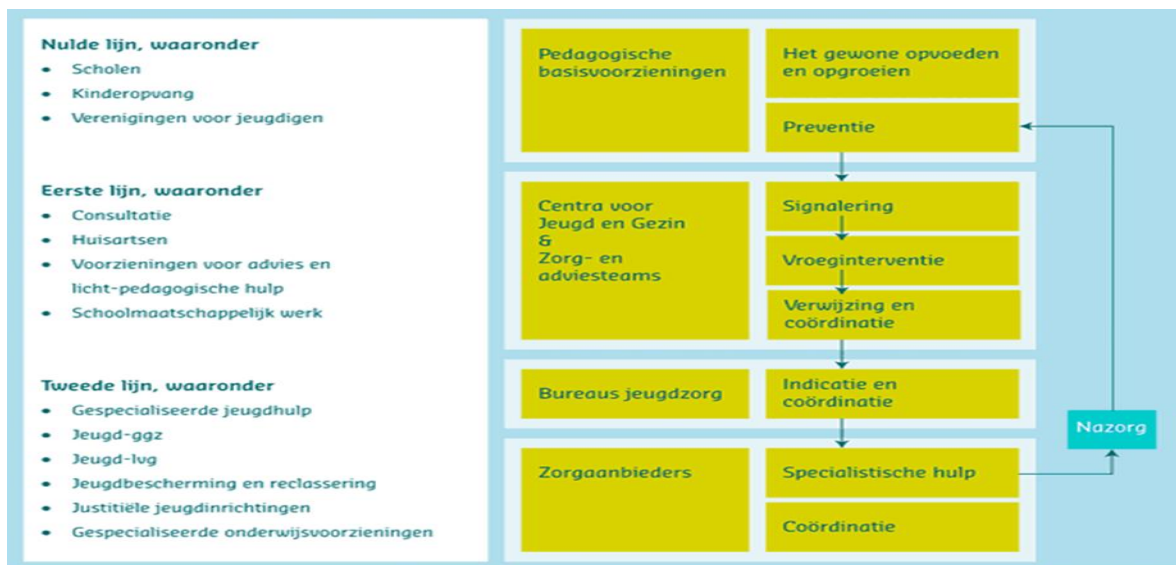 Nulde lijn, waaronder
• Scholen
• Kinderopvang
• Verenigingen voor jeugdigen
Eerste lijn, waaronder
• Consultatie
• Huisartsen
• Voorzieningen voor advies en
licht-pedagogische hulp
• Schoolmaatschappelijk werk
Tweede lijn, waaronder
• Gespecialiseerde jeugdhulp
• Jeugd-ggz
• Jeugd-lvg
• Jeugdbescherming en reclassering
• Justitiële jeugdinrichtingen
• Gespecialiseerde onderwijsvoorzieningen
Pedagogische
basisvoorzieningen
Het gewone opvoeden
en opgroeien
Preventie
Centra voor
Jeugd en Gezin
&
Zorg- en
adviesteams
Signalering
Vroeginterventie
Verwijzing en
coördinatie
Bureaus jeugdzorg
Indicatie en
coördinatie
Zorgaanbieders
Specialistische hulp
Coördinatie
Nazorg